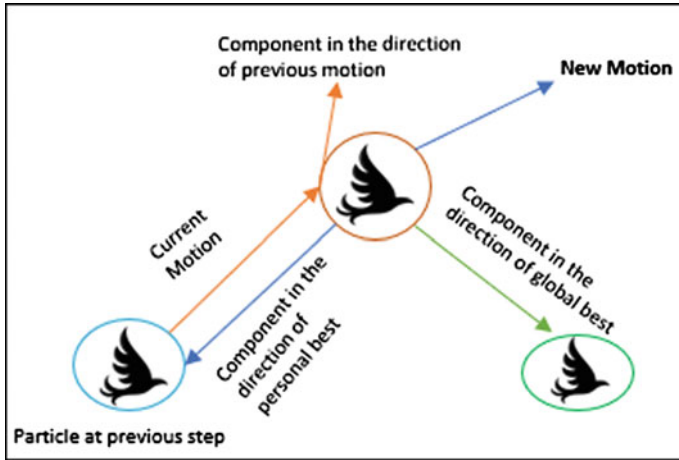 Component in the direction
of previous motion
New Motion
Current
Motion
Component in the
direction of
personal best
Component in the
direction of global best
Particle at previous step